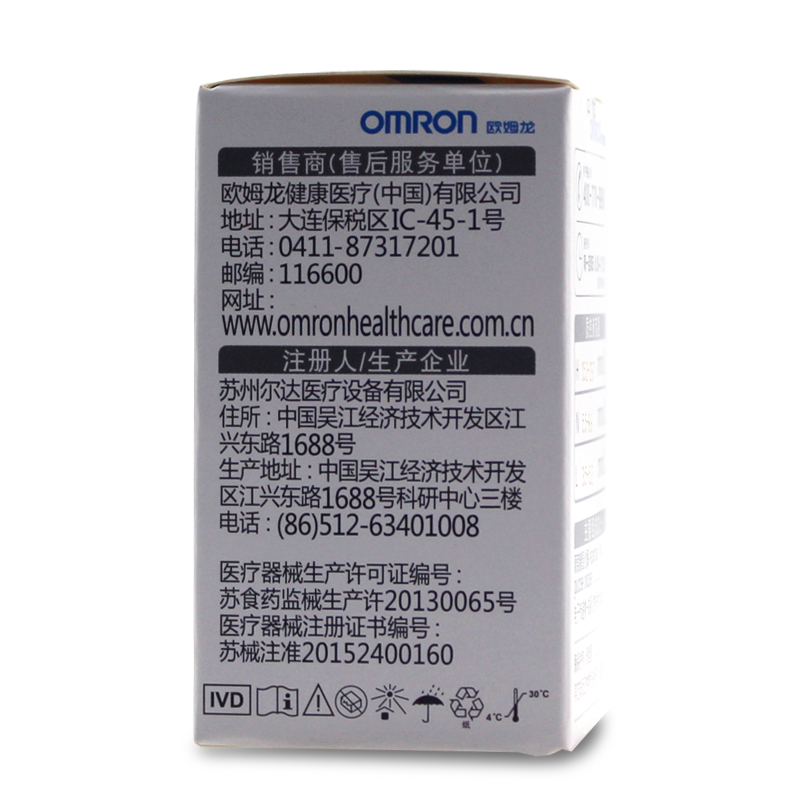 OMRON 欧姆龙
销售商(售后服务单位)
欧姆龙健康医疗(中国)有限公司
地址:大连保税区IC-45-1号
电话:0411-87317201
邮编:116600
网址:
www.omronhealthcare.com.cn
注册人/生产企业
苏州尔达医疗设备有限公司
住所:中国吴江经济技术开发区江
兴东路1688号
生产地址:中国吴江经济技术开发
区江兴东路1688号科研中心三楼
电话:(86)512-63401008
医疗器械生产许可证编号:
苏食药监械生产许20130065号
医疗器械注册证书编号:
苏械注准20152400160
IVD
纸
4℃
30℃